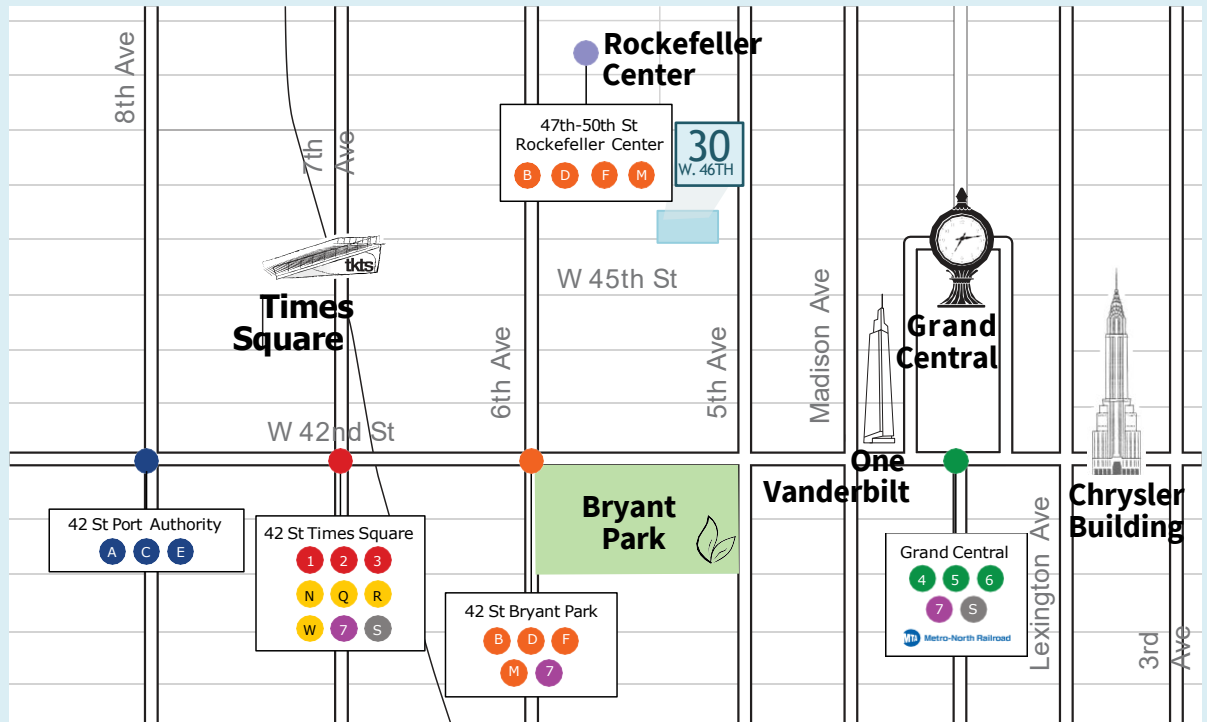 8th Ave
7th
Ave
Rockefeller
Center
47th-50th St
Rockefeller Center
B D F M
30
W. 46TH
tkts
Times
Square
W 45th St
6th Ave
5th Ave
Madison Ave
Grand
Central
W 42nd St
One
Vanderbilt
Chrysler
Building
Bryant
Park
42 St Port Authority
A C E
42 St Times Square
1 2 3
N Q R
W 7 S
42 St Bryant Park
B D F
M 7
Grand Central
4 5 6
7 S
MTA Metro-North Railroad
Lexington Ave
3rd
Ave